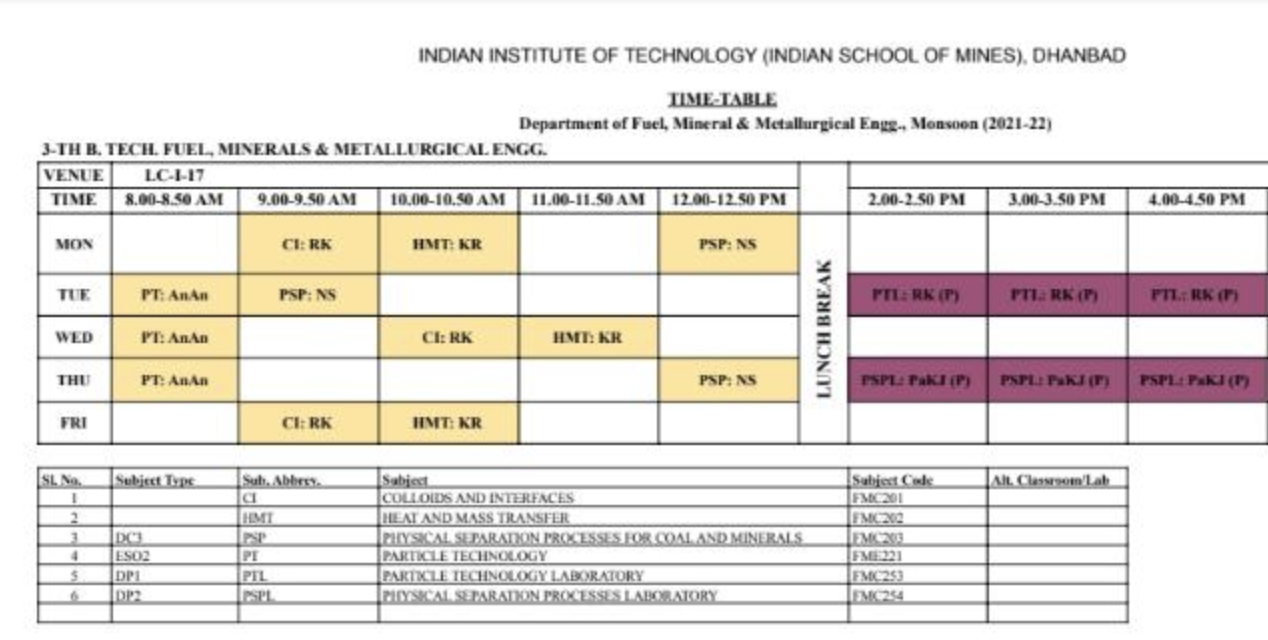 INDIAN INSTITUTE OF TECHNOLOGY (INDIAN SCHOOL OF MINES), DHANBAD
TIME-TABLE
Department of Fuel, Mineral & Metallurgical Engg., Monsoon (2021-22)
3-TH B. TECH. FUEL, MINERALS & METALLURGICAL ENGG.
VENUE LC-I-17
TIME 8.00-8.50 AM 9.00-9.50 AM 10.00-10.50 AM 11.00-11.50 AM 12.00-12.50 PM LUNCH BREAK 2.00-2.50 PM 3.00-3.50 PM 4.00-4.50 PM
MON CI: RK HMT: KR PSP: NS
TUE PT: AnAn PSP: NS PTL: RK (P) PTL: RK (P) PTL: RK (P)
WED PT: AnAn CI: RK HMT: KR
THU PT: AnAn PSP: NS PSPL: PaKJ (P) PSPL: PaKJ (P) PSPL: PaKJ (P)
FRI CI: RK HMT: KR
Sl. No. Subject Type Sub. Abbrev. Subject Subject Code Alt. Classroom/Lab
1 CI COLLOIDS AND INTERFACES FMC201
2 HMT HEAT AND MASS TRANSFER FMC202
3 DC3 PSP PHYSICAL SEPARATION PROCESSES FOR COAL AND MINERALS FMC203
4 ESO2 PT PARTICLE TECHNOLOGY FME221
5 DP1 PTL PARTICLE TECHNOLOGY LABORATORY FMC253
6 DP2 PSPL PHYSICAL SEPARATION PROCESSES LABORATORY FMC254